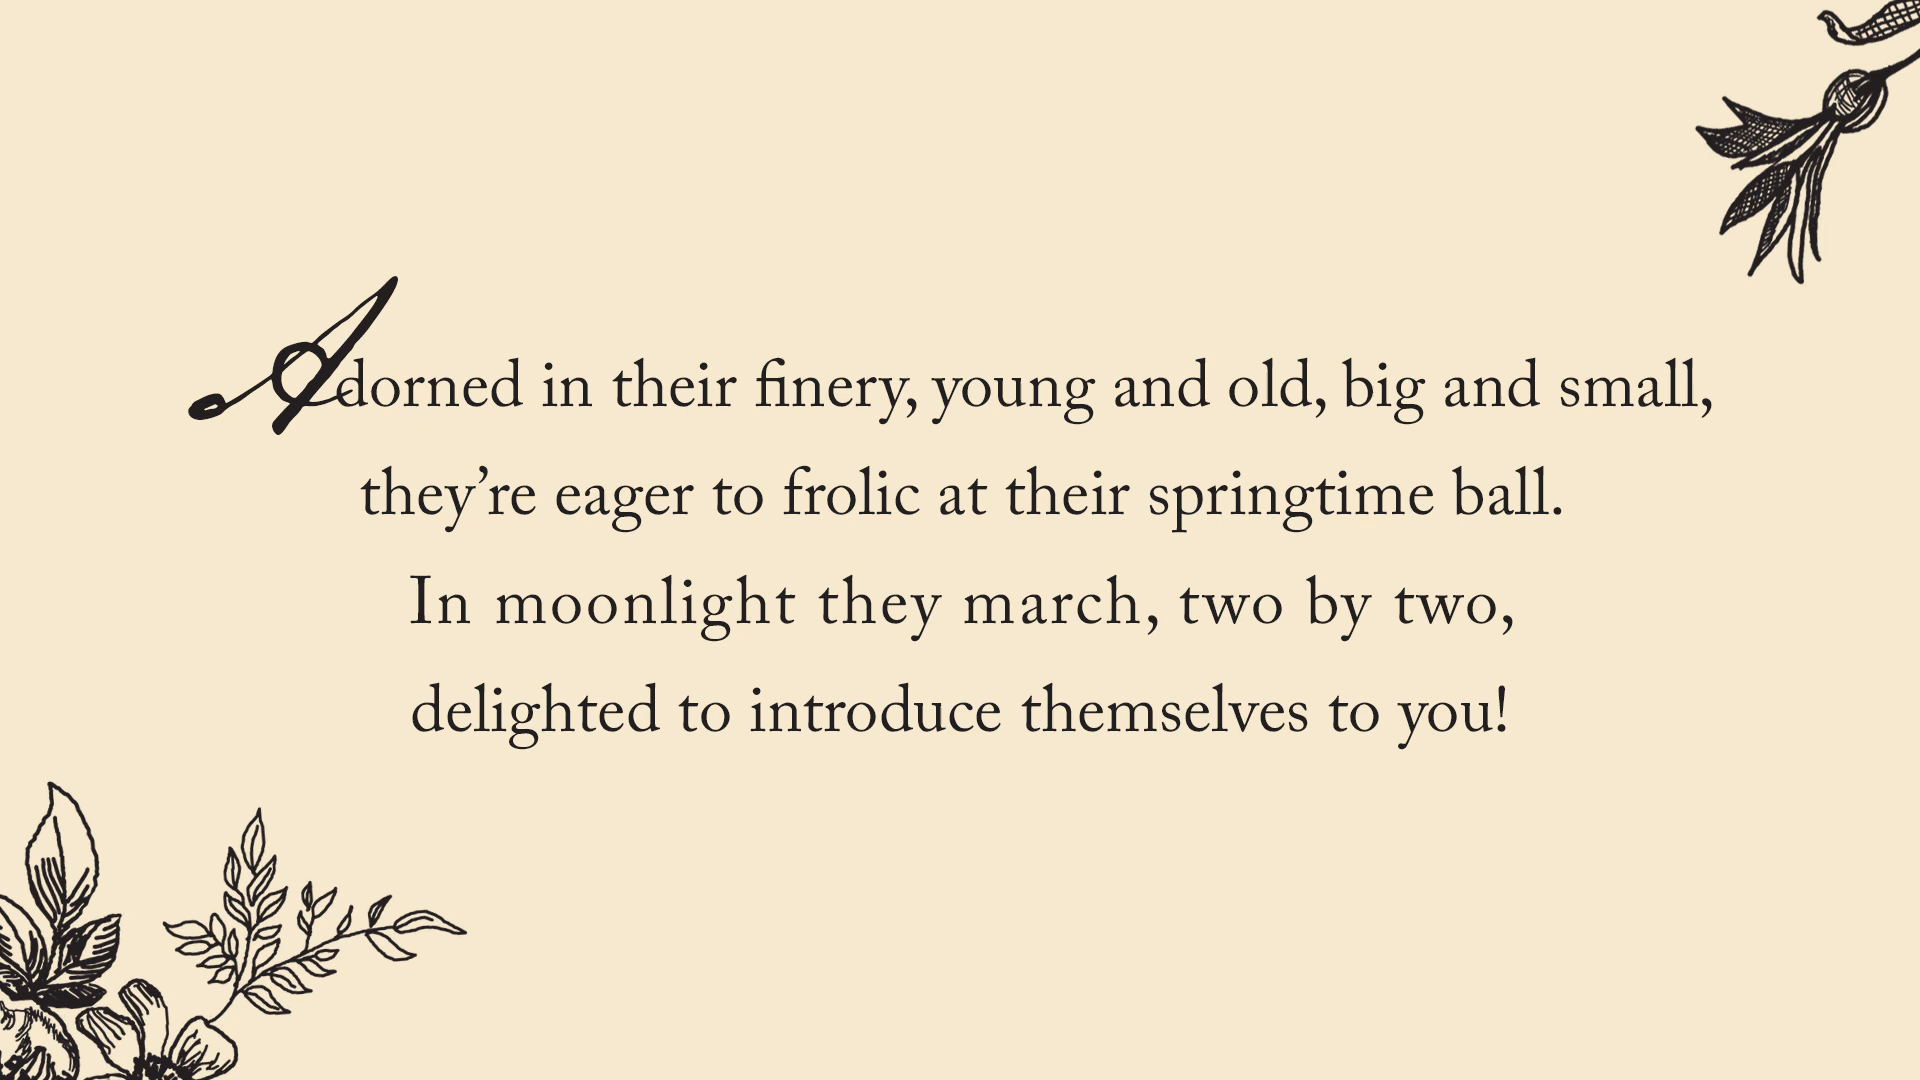 Adorned in their finery, young and old, big and small,
they’re eager to frolic at their springtime ball.
In moonlight they march, two by two,
delighted to introduce themselves to you!